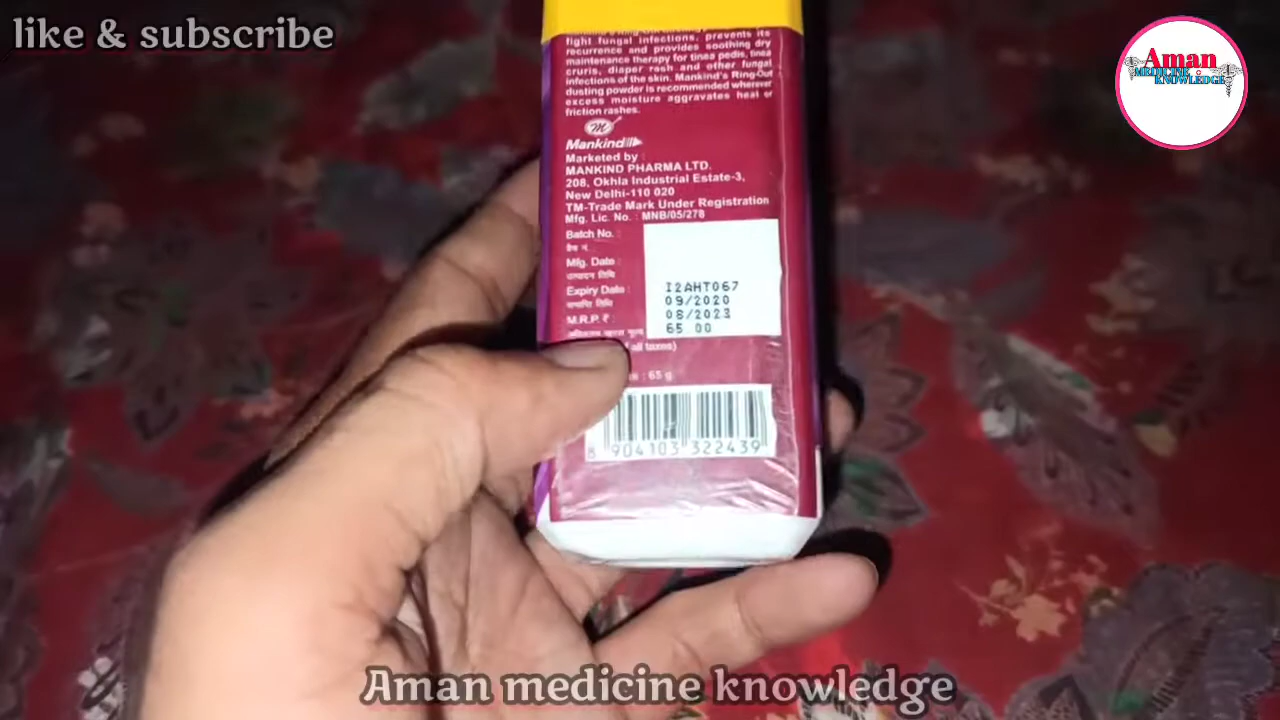 like & subscribe
Aman
MEDICINE
KNOWLEDGE
fight fungal infections, prevents its
recurrence and provides soothing dry
maintenance therapy for tinea pedis, tinea
cruris, diaper rash and other fungal
infections of the skin. Mankind's Ring-Out
dusting powder is recommended wherever
excess moisture aggravates heat or
friction rashes.
Mankind
Marketed by
MANKIND PHARMA LTD.
208, Okhla Industrial Estate-3,
New Delhi-110 020
TM-Trade Mark Under Registration
Mfg. Lic. No. : MNB/05/278
Batch No. :
बैच नं.
Mfg. Date :
उत्पादन तिथि
Expiry Date :
समाप्ति तिथि
M.R.P. ₹ :
I2AHT067
09/2020
08/2023
65.00
of all taxes)
: 65 g
8 904103 322439
Aman medicine knowledge